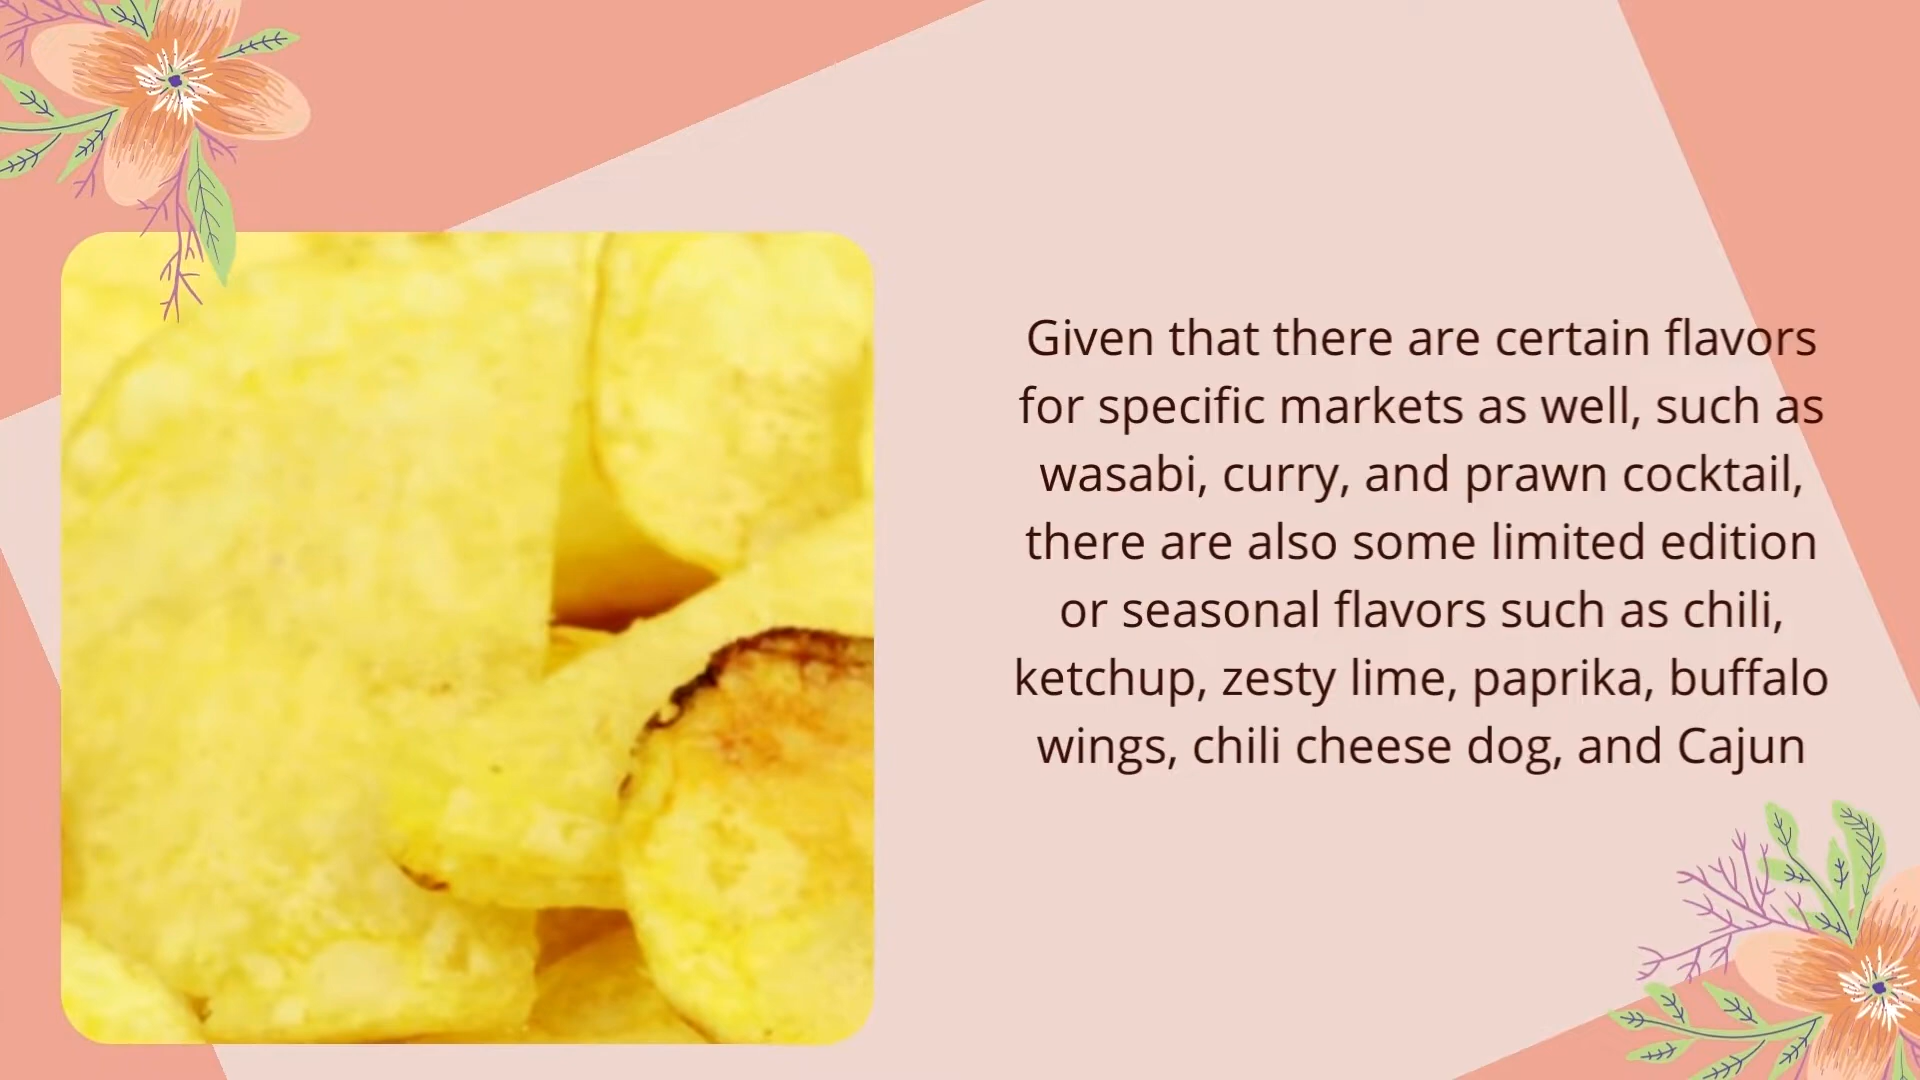 Given that there are certain flavors
for specific markets as well, such as
wasabi, curry, and prawn cocktail,
there are also some limited edition
or seasonal flavors such as chili,
ketchup, zesty lime, paprika, buffalo
wings, chili cheese dog, and Cajun